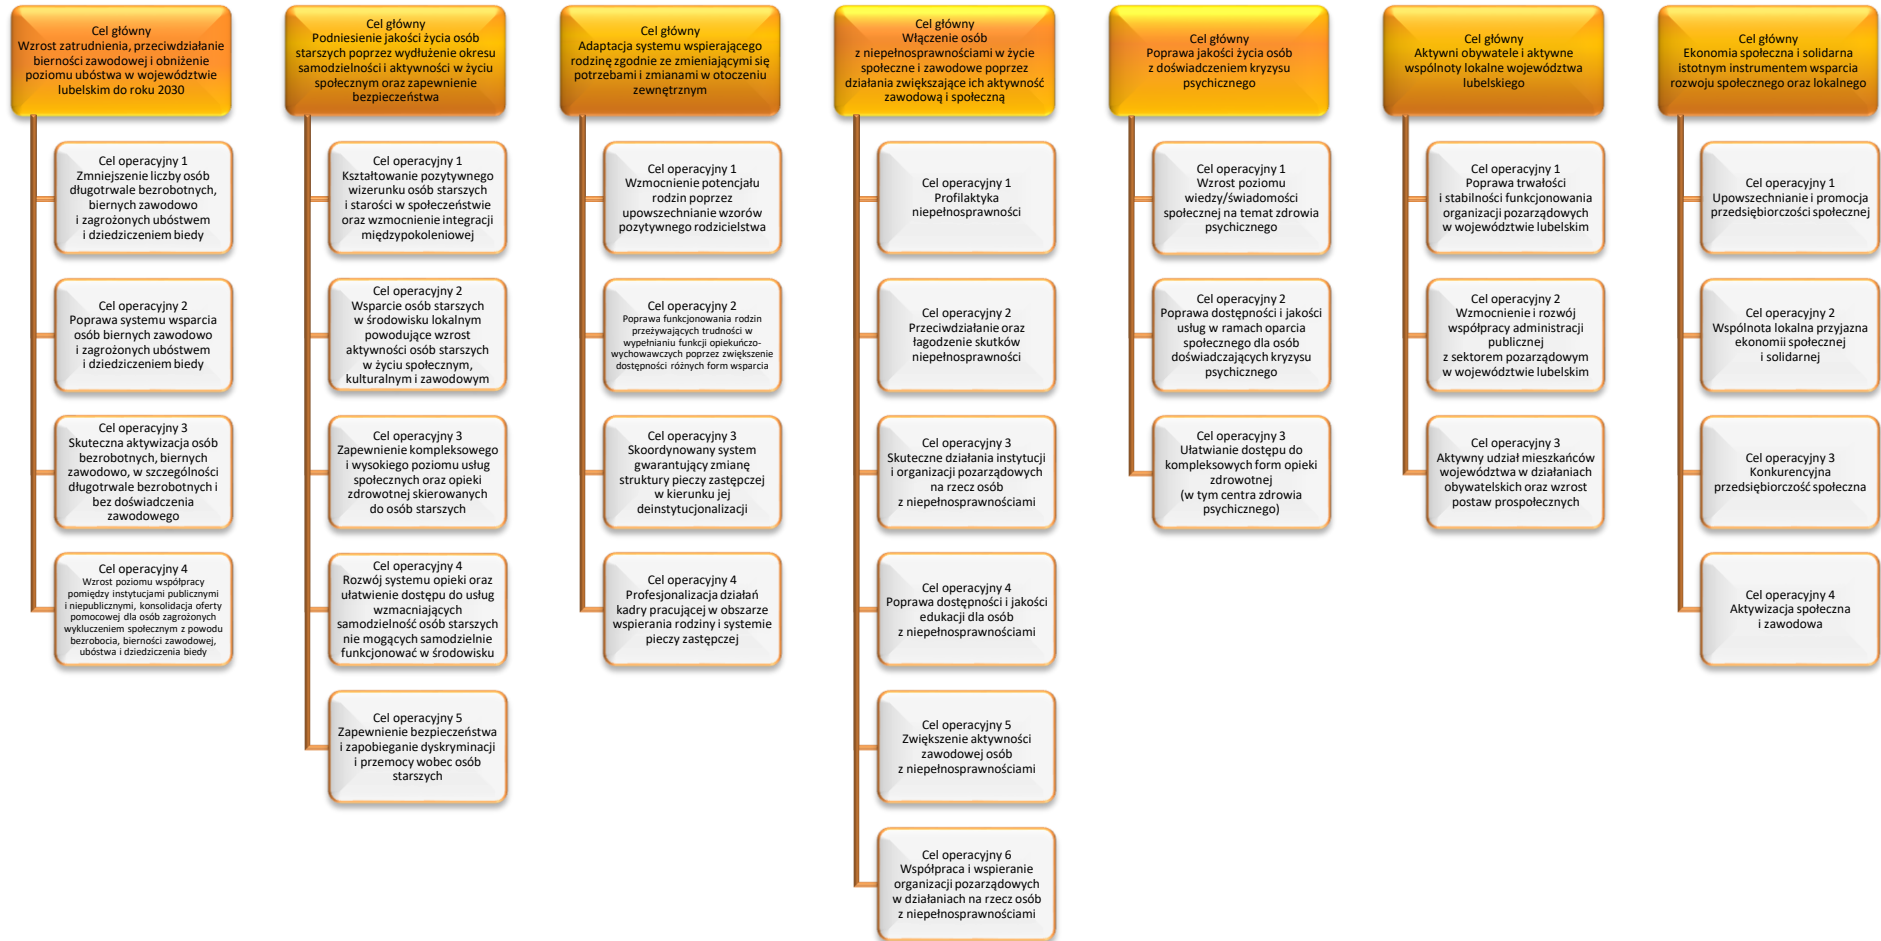 Cel główny
Wzrost zatrudnienia, przeciwdziałanie
bierności zawodowej i obniżenie
poziomu ubóstwa w województwie
lubelskim do roku 2030
Cel operacyjny 1
Zmniejszenie liczby osób
długotrwale bezrobotnych,
biernych zawodowo
i zagrożonych ubóstwem
i dziedziczeniem biedy
Cel operacyjny 2
Poprawa systemu wsparcia
osób biernych zawodowo
i zagrożonych ubóstwem
i dziedziczeniem biedy
Cel operacyjny 3
Skuteczna aktywizacja osób
bezrobotnych, biernych
zawodowo, w szczególności
długotrwale bezrobotnych i
bez doświadczenia
zawodowego
Cel operacyjny 4
Wzrost poziomu współpracy
pomiędzy instytucjami publicznymi
i niepublicznymi, konsolidacja oferty
pomocowej dla osób zagrożonych
wykluczeniem społecznym z powodu
bezrobocia, bierności zawodowej,
ubóstwa i dziedziczenia biedy
Cel główny
Podniesienie jakości życia osób
starszych poprzez wydłużenie okresu
samodzielności i aktywności w życiu
społecznym oraz zapewnienie
bezpieczeństwa
Cel operacyjny 1
Kształtowanie pozytywnego
wizerunku osób starszych
i starości w społeczeństwie
oraz wzmocnienie integracji
międzypokoleniowej
Cel operacyjny 2
Wsparcie osób starszych
w środowisku lokalnym
powodujące wzrost
aktywności osób starszych
w życiu społecznym,
kulturalnym i zawodowym
Cel operacyjny 3
Zapewnienie kompleksowego
i wysokiego poziomu usług
społecznych oraz opieki
zdrowotnej skierowanych
do osób starszych
Cel operacyjny 4
Rozwój systemu opieki oraz
ułatwienie dostępu do usług
wzmacniających
samodzielność osób starszych
nie mogących samodzielnie
funkcjonować w środowisku
Cel operacyjny 5
Zapewnienie bezpieczeństwa
i zapobieganie dyskryminacji
i przemocy wobec osób
starszych
Cel główny
Adaptacja systemu wspierającego
rodzinę zgodnie ze zmieniającymi się
potrzebami i zmianami w otoczeniu
zewnętrznym
Cel operacyjny 1
Wzmocnienie potencjału
rodzin poprzez
upowszechnianie wzorów
pozytywnego rodzicielstwa
Cel operacyjny 2
Poprawa funkcjonowania rodzin
przeżywających trudności w
wypełnianiu funkcji opiekuńczo-
wychowawczych poprzez zwiększenie
dostępności różnych form wsparcia
Cel operacyjny 3
Skoordynowany system
gwarantujący zmianę
struktury pieczy zastępczej
w kierunku jej
deinstytucjonalizacji
Cel operacyjny 4
Profesjonalizacja działań
kadry pracującej w obszarze
wspierania rodziny i systemie
pieczy zastępczej
Cel główny
Włączenie osób
z niepełnosprawnościami w życie
społeczne i zawodowe poprzez
działania zwiększające ich aktywność
zawodową i społeczną
Cel operacyjny 1
Profilaktyka
niepełnosprawności
Cel operacyjny 2
Przeciwdziałanie oraz
łagodzenie skutków
niepełnosprawności
Cel operacyjny 3
Skuteczne działania instytucji
i organizacji pozarządowych
na rzecz osób
z niepełnosprawnościami
Cel operacyjny 4
Poprawa dostępności i jakości
edukacji dla osób
z niepełnosprawnościami
Cel operacyjny 5
Zwiększenie aktywności
zawodowej osób
z niepełnosprawnościami
Cel operacyjny 6
Współpraca i wspieranie
organizacji pozarządowych
w działaniach na rzecz osób
z niepełnosprawnościami
Cel główny
Poprawa jakości życia osób
z doświadczeniem kryzysu
psychicznego
Cel operacyjny 1
Wzrost poziomu
wiedzy/świadomości
społecznej na temat zdrowia
psychicznego
Cel operacyjny 2
Poprawa dostępności i jakości
usług w ramach oparcia
społecznego dla osób
doświadczających kryzysu
psychicznego
Cel operacyjny 3
Ułatwianie dostępu do
kompleksowych form opieki
zdrowotnej
(w tym centra zdrowia
psychicznego)
Cel główny
Aktywni obywatele i aktywne
wspólnoty lokalne województwa
lubelskiego
Cel operacyjny 1
Poprawa trwałości
i stabilności funkcjonowania
organizacji pozarządowych
w województwie lubelskim
Cel operacyjny 2
Wzmocnienie i rozwój
współpracy administracji
publicznej
z sektorem pozarządowym
w województwie lubelskim
Cel operacyjny 3
Aktywny udział mieszkańców
województwa w działaniach
obywatelskich oraz wzrost
postaw prospołecznych
Cel główny
Ekonomia społeczna i solidarna
istotnym instrumentem wsparcia
rozwoju społecznego oraz lokalnego
Cel operacyjny 1
Upowszechnianie i promocja
przedsiębiorczości społecznej
Cel operacyjny 2
Wspólnota lokalna przyjazna
ekonomii społecznej
i solidarnej
Cel operacyjny 3
Konkurencyjna
przedsiębiorczość społeczna
Cel operacyjny 4
Aktywizacja społeczna
i zawodowa